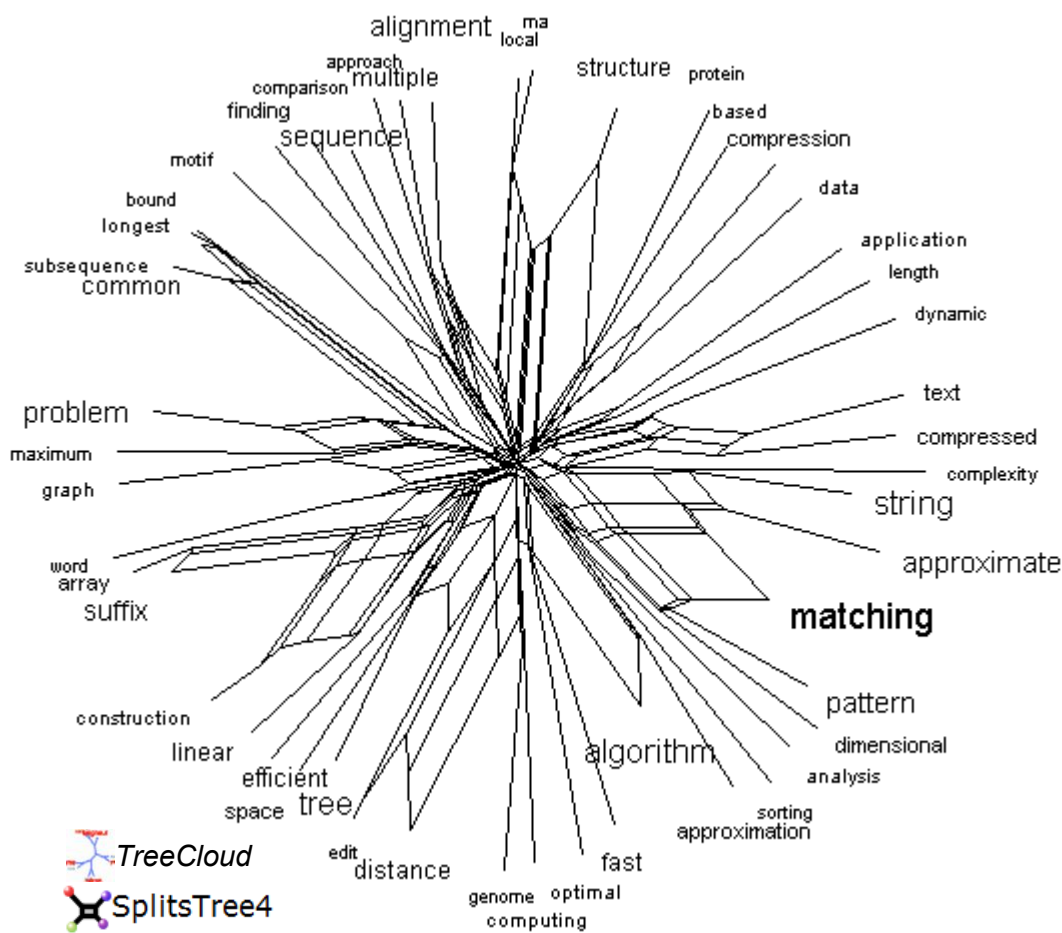 ma
alignment local
approach structure protein
comparison multiple
finding based
sequence compression
motif
data
bound
longest
application
subsequence length
common
dynamic
text
problem
compressed
maximum
complexity
graph
string
word approximate
array
suffix
matching
pattern
construction
dimensional
linear algorithm
efficient analysis
space tree sorting
approximation
edit
distance fast
TreeCloud
genome optimal
SplitsTree4
computing